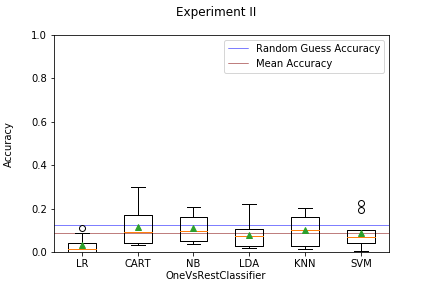 Experiment II
Random Guess Accuracy
Mean Accuracy
Accuracy
1.0
0.8
0.6
0.4
0.2
0.0
LR CART NB LDA KNN SVM
OneVsRestClassifier